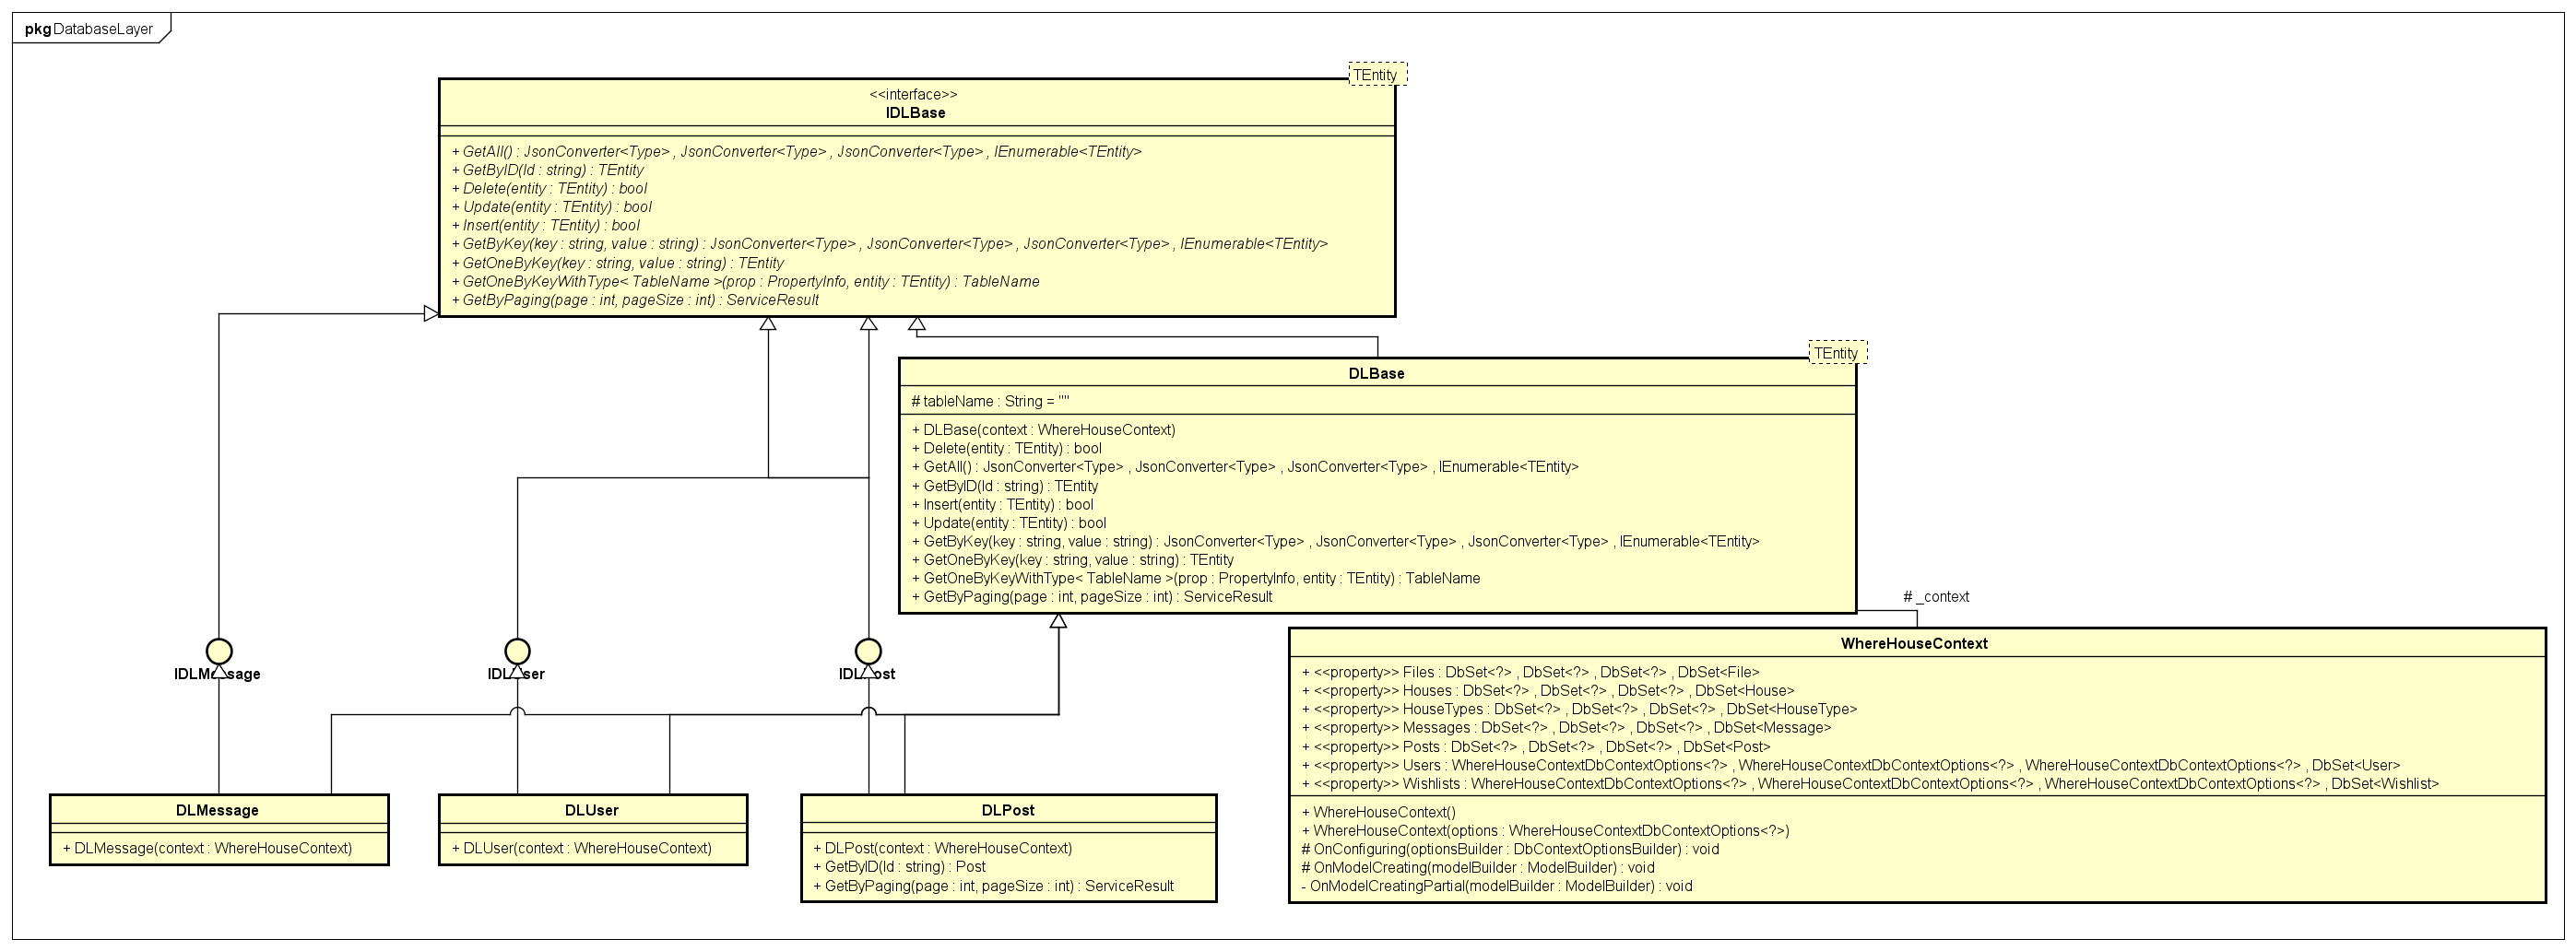 pkg DatabaseLayer
TEntity
<<interface>>
IDLBase
+ GetAll() : JsonConverter<Type> , JsonConverter<Type> , JsonConverter<Type> , IEnumerable<TEntity>
+ GetByID(Id : string) : TEntity
+ Delete(entity : TEntity) : bool
+ Update(entity : TEntity) : bool
+ Insert(entity : TEntity) : bool
+ GetByKey(key : string, value : string) : JsonConverter<Type> , JsonConverter<Type> , JsonConverter<Type> , IEnumerable<TEntity>
+ GetOneByKey(key : string, value : string) : TEntity
+ GetOneByKeyWithType< TableName >(prop : PropertyInfo, entity : TEntity) : TableName
+ GetByPaging(page : int, pageSize : int) : ServiceResult
TEntity
DLBase
# tableName : String = ""
+ DLBase(context : WhereHouseContext)
+ Delete(entity : TEntity) : bool
+ GetAll() : JsonConverter<Type> , JsonConverter<Type> , JsonConverter<Type> , IEnumerable<TEntity>
+ GetByID(Id : string) : TEntity
+ Insert(entity : TEntity) : bool
+ Update(entity : TEntity) : bool
+ GetByKey(key : string, value : string) : JsonConverter<Type> , JsonConverter<Type> , JsonConverter<Type> , IEnumerable<TEntity>
+ GetOneByKey(key : string, value : string) : TEntity
+ GetOneByKeyWithType< TableName >(prop : PropertyInfo, entity : TEntity) : TableName
+ GetByPaging(page : int, pageSize : int) : ServiceResult
# _context
IDLMessage
IDLUser
IDLPost
WhereHouseContext
+ <<property>> Files : DbSet<?> , DbSet<?> , DbSet<?> , DbSet<File>
+ <<property>> Houses : DbSet<?> , DbSet<?> , DbSet<?> , DbSet<House>
+ <<property>> HouseTypes : DbSet<?> , DbSet<?> , DbSet<?> , DbSet<HouseType>
+ <<property>> Messages : DbSet<?> , DbSet<?> , DbSet<?> , DbSet<Message>
+ <<property>> Posts : DbSet<?> , DbSet<?> , DbSet<?> , DbSet<Post>
+ <<property>> Users : WhereHouseContextDbContextOptions<?> , WhereHouseContextDbContextOptions<?> , WhereHouseContextDbContextOptions<?> , DbSet<User>
+ <<property>> Wishlists : WhereHouseContextDbContextOptions<?> , WhereHouseContextDbContextOptions<?> , WhereHouseContextDbContextOptions<?> , DbSet<Wishlist>
+ WhereHouseContext()
+ WhereHouseContext(options : WhereHouseContextDbContextOptions<?>)
# OnConfiguring(optionsBuilder : DbContextOptionsBuilder) : void
# OnModelCreating(modelBuilder : ModelBuilder) : void
- OnModelCreatingPartial(modelBuilder : ModelBuilder) : void
DLMessage
+ DLMessage(context : WhereHouseContext)
DLUser
+ DLUser(context : WhereHouseContext)
DLPost
+ DLPost(context : WhereHouseContext)
+ GetByID(Id : string) : Post
+ GetByPaging(page : int, pageSize : int) : ServiceResult